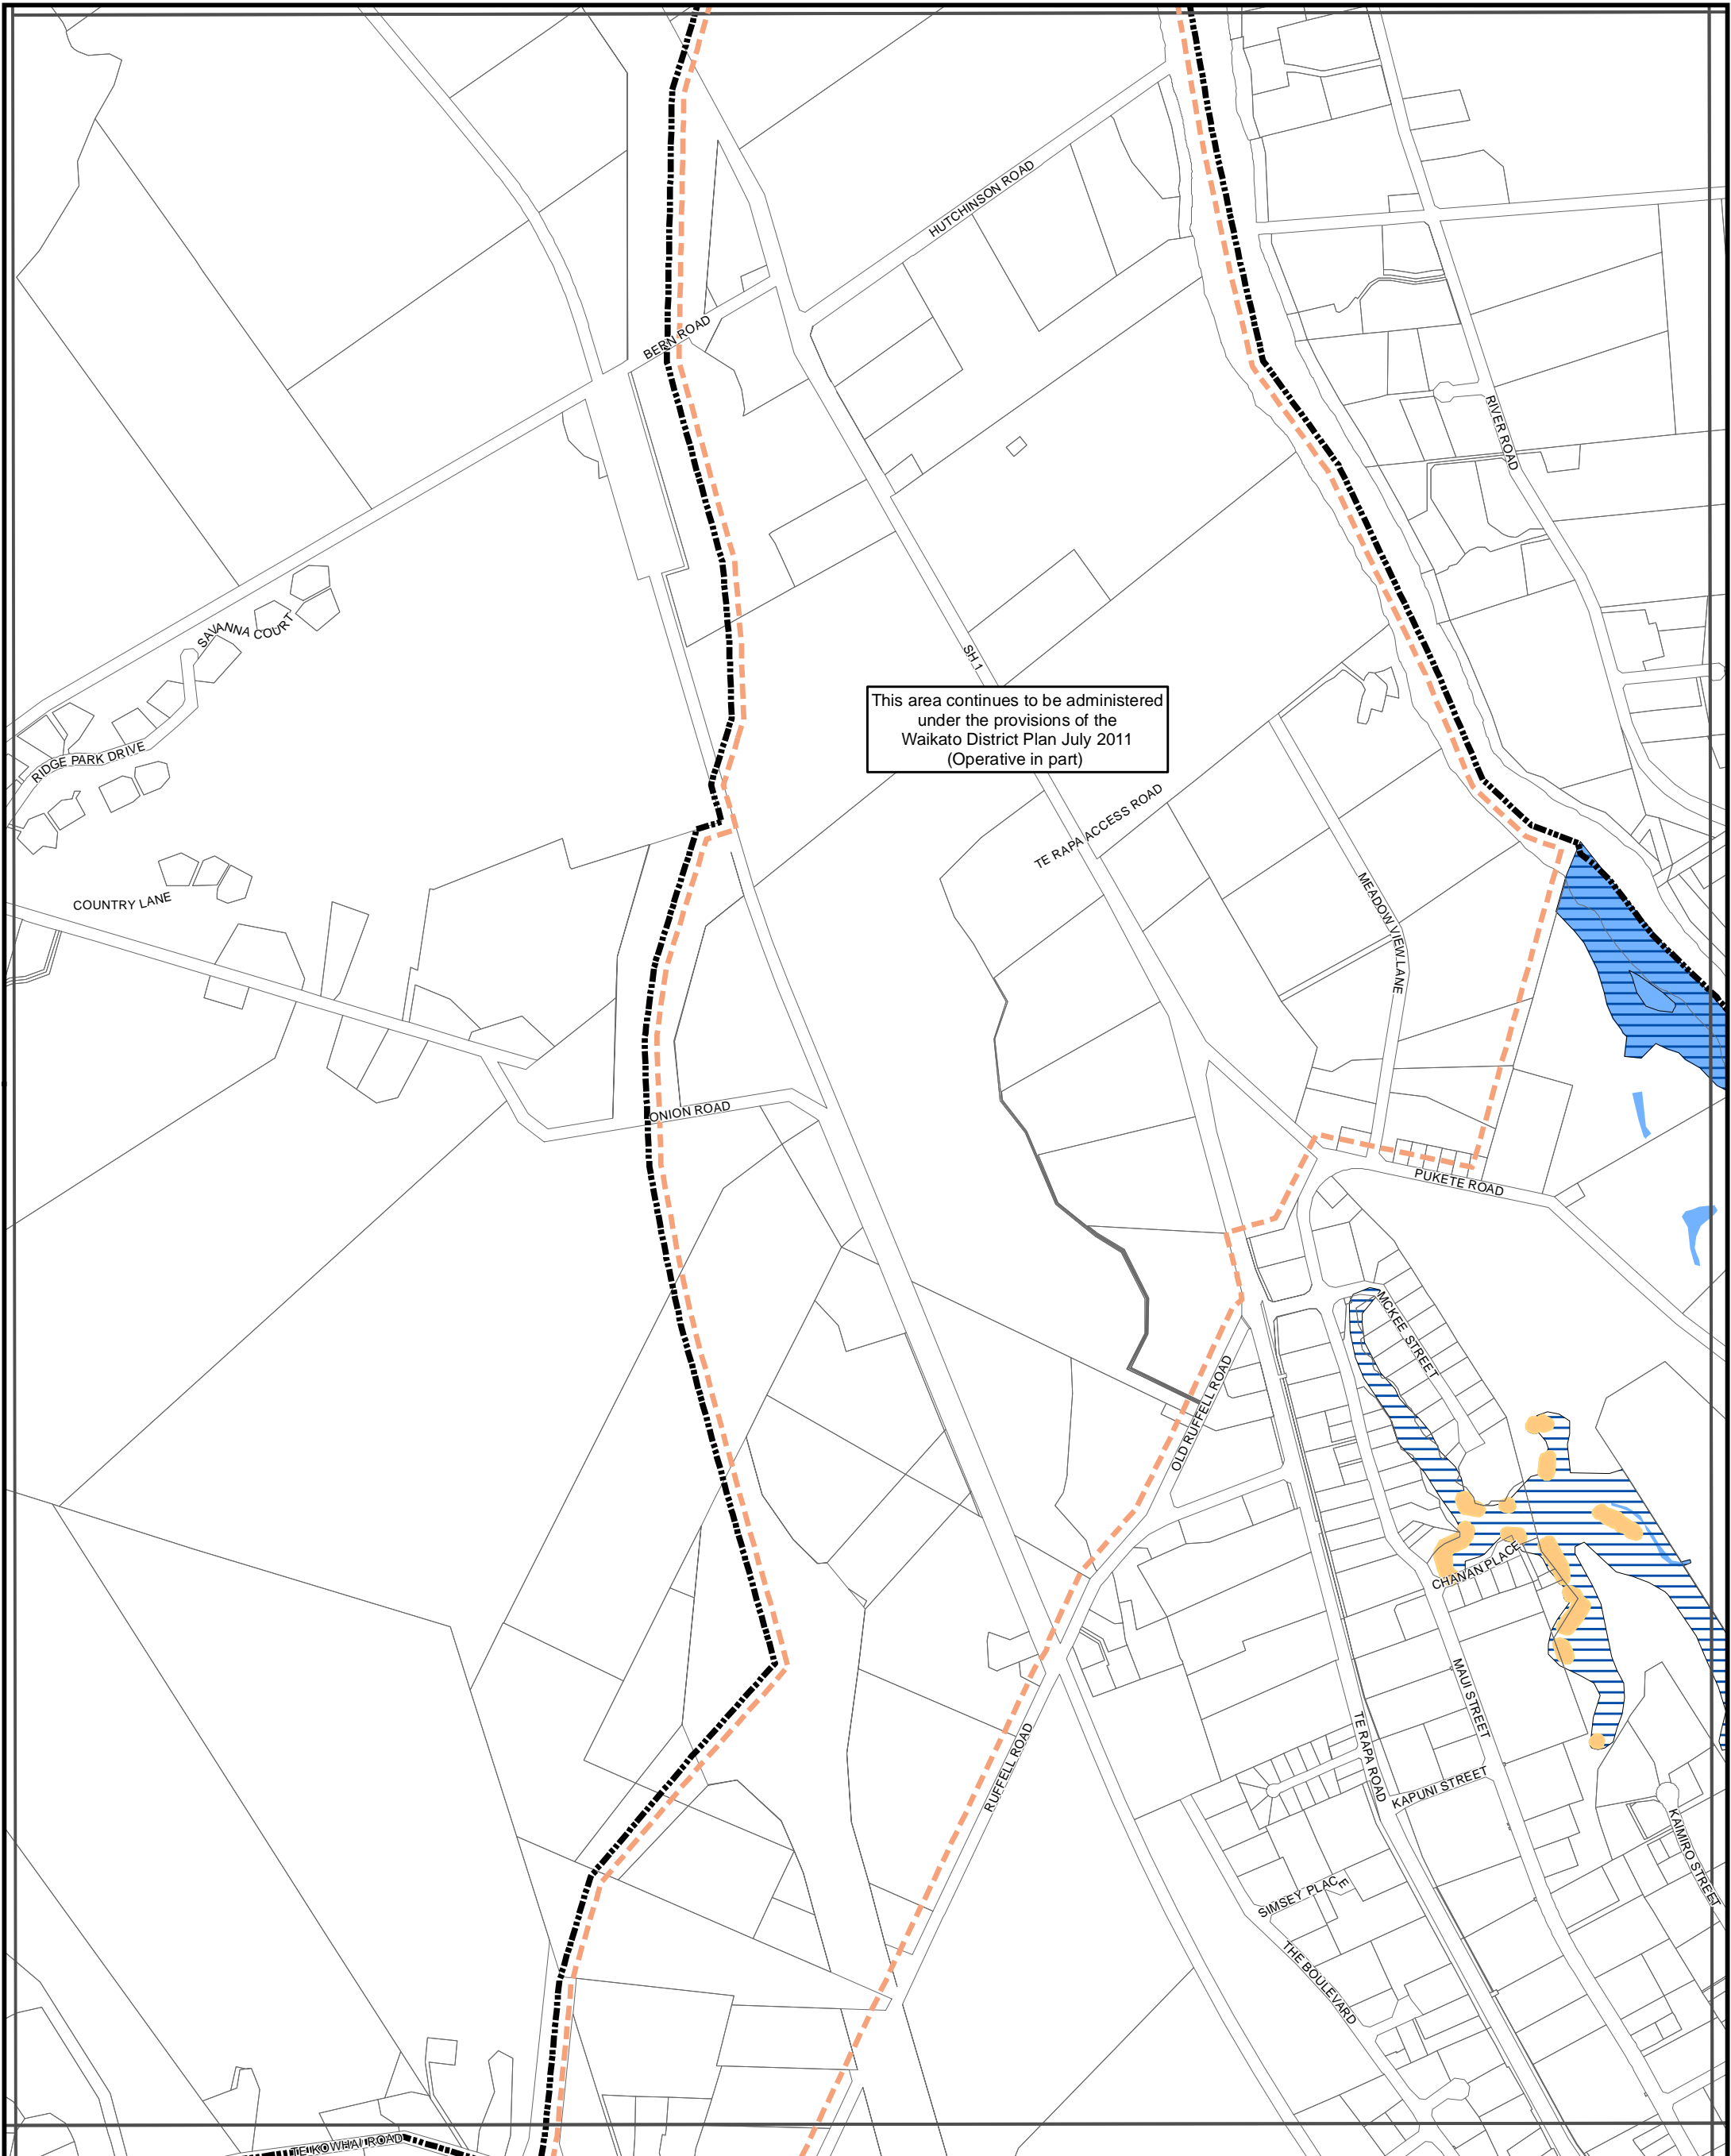 HUTCHINSON ROAD
BERN ROAD
RIVER ROAD
SAVANNA COURT
SH 1
RIDGE PARK DRIVE
This area continues to be administered
under the provisions of the
Waikato District Plan July 2011
(Operative in part)
TE RAPA ACCESS ROAD
COUNTRY LANE
MEADOW VIEW LANE
ONION ROAD
PUKETE ROAD
MCKEE STREET
OLD RUFFELL ROAD
CHANAN PLACE
MAUI STREET
RUFFELL ROAD
TE RAPA ROAD
KAPUNI STREET
KAIMIRO STREET
SIMSEY PLACE
THE BOULEVARD
TE KOWHAI ROAD